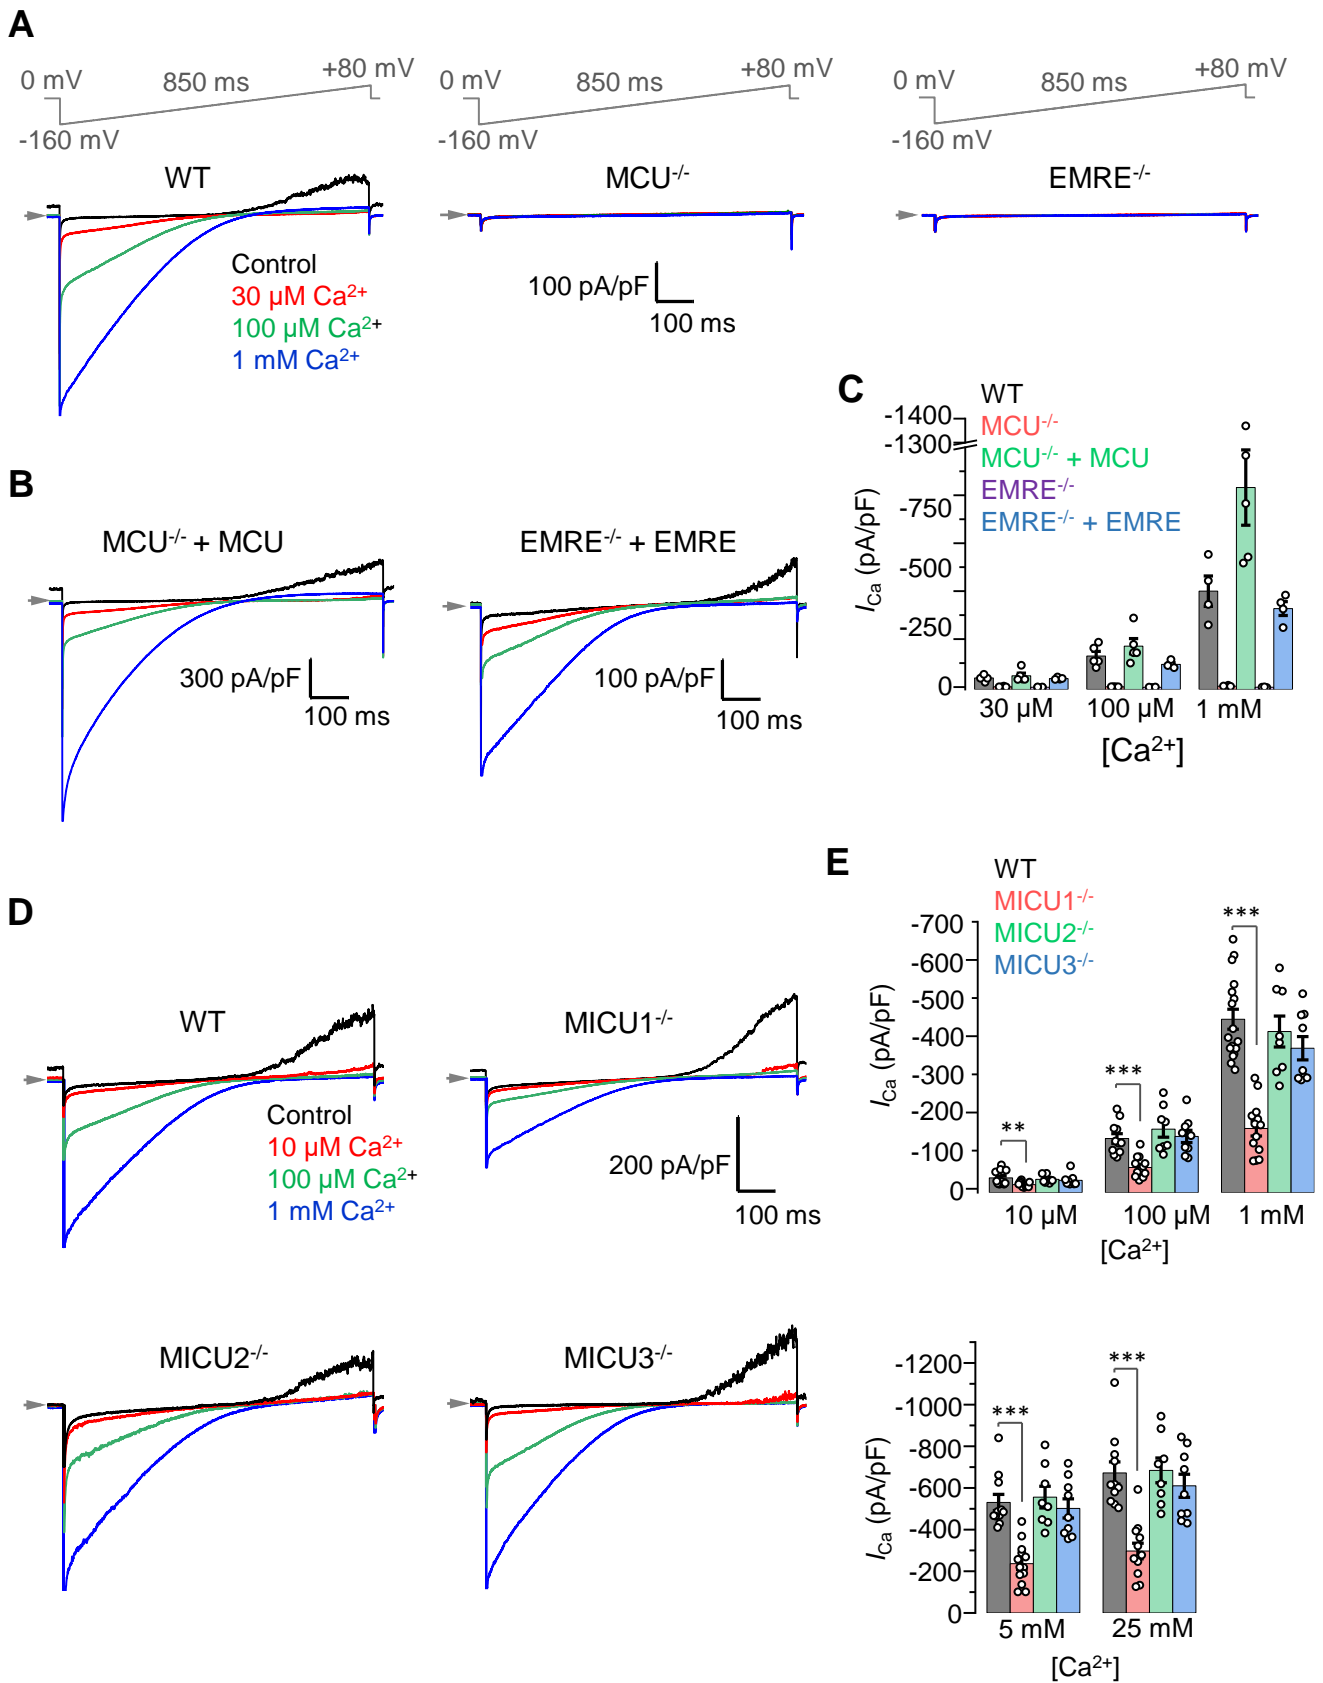 A
0 mV 850 ms +80 mV
-160 mV
0 mV 850 ms +80 mV
-160 mV
0 mV 850 ms +80 mV
-160 mV
WT
MCU-/-
EMRE-/-
Control
30 µM Ca2+
100 µM Ca2+
1 mM Ca2+
100 pA/pF
100 ms
B
MCU-/- + MCU
EMRE-/- + EMRE
300 pA/pF
100 ms
100 pA/pF
100 ms
C
WT
MCU-/-
MCU-/- + MCU
EMRE-/-
EMRE-/- + EMRE
ICa (pA/pF)
-1400
-1300
-750
-500
-250
0
30 µM
100 µM
1 mM
[Ca2+]
D
WT
MICU1-/-
Control
10 µM Ca2+
100 µM Ca2+
1 mM Ca2+
200 pA/pF
100 ms
MICU2-/-
MICU3-/-
E
WT
MICU1-/-
MICU2-/-
MICU3-/-
ICa (pA/pF)
-700
-600
-500
-400
-300
-200
-100
0
**
***
***
10 µM
100 µM
1 mM
[Ca2+]
ICa (pA/pF)
-1200
-1000
-800
-600
-400
-200
0
***
***
5 mM
25 mM
[Ca2+]